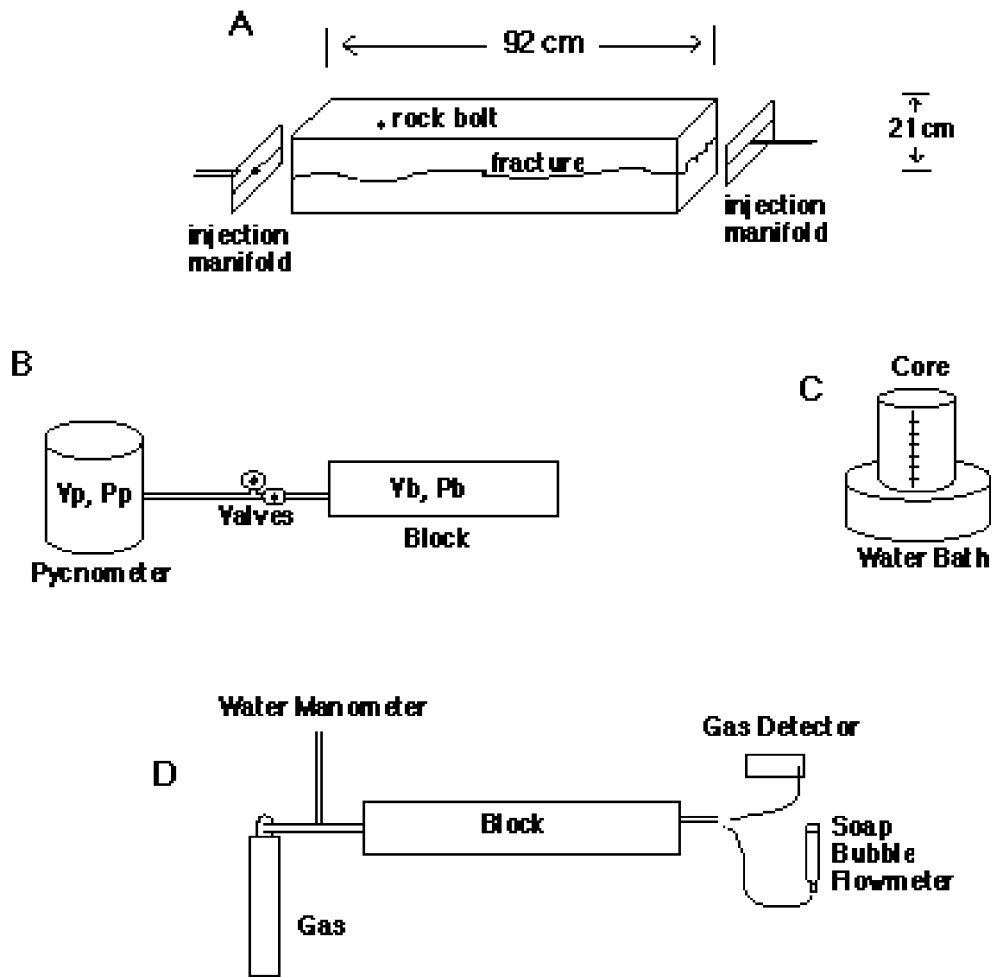 A
92 cm
rock bolt
21 cm
fracture
injection
manifold
injection
manifold
B
Vp, Pp
Valves
Vb, Pb
Block
Pycnometer
C
Core
Water Bath
D
Water Manometer
Gas Detector
Block
Soap
Bubble
Flowmeter
Gas